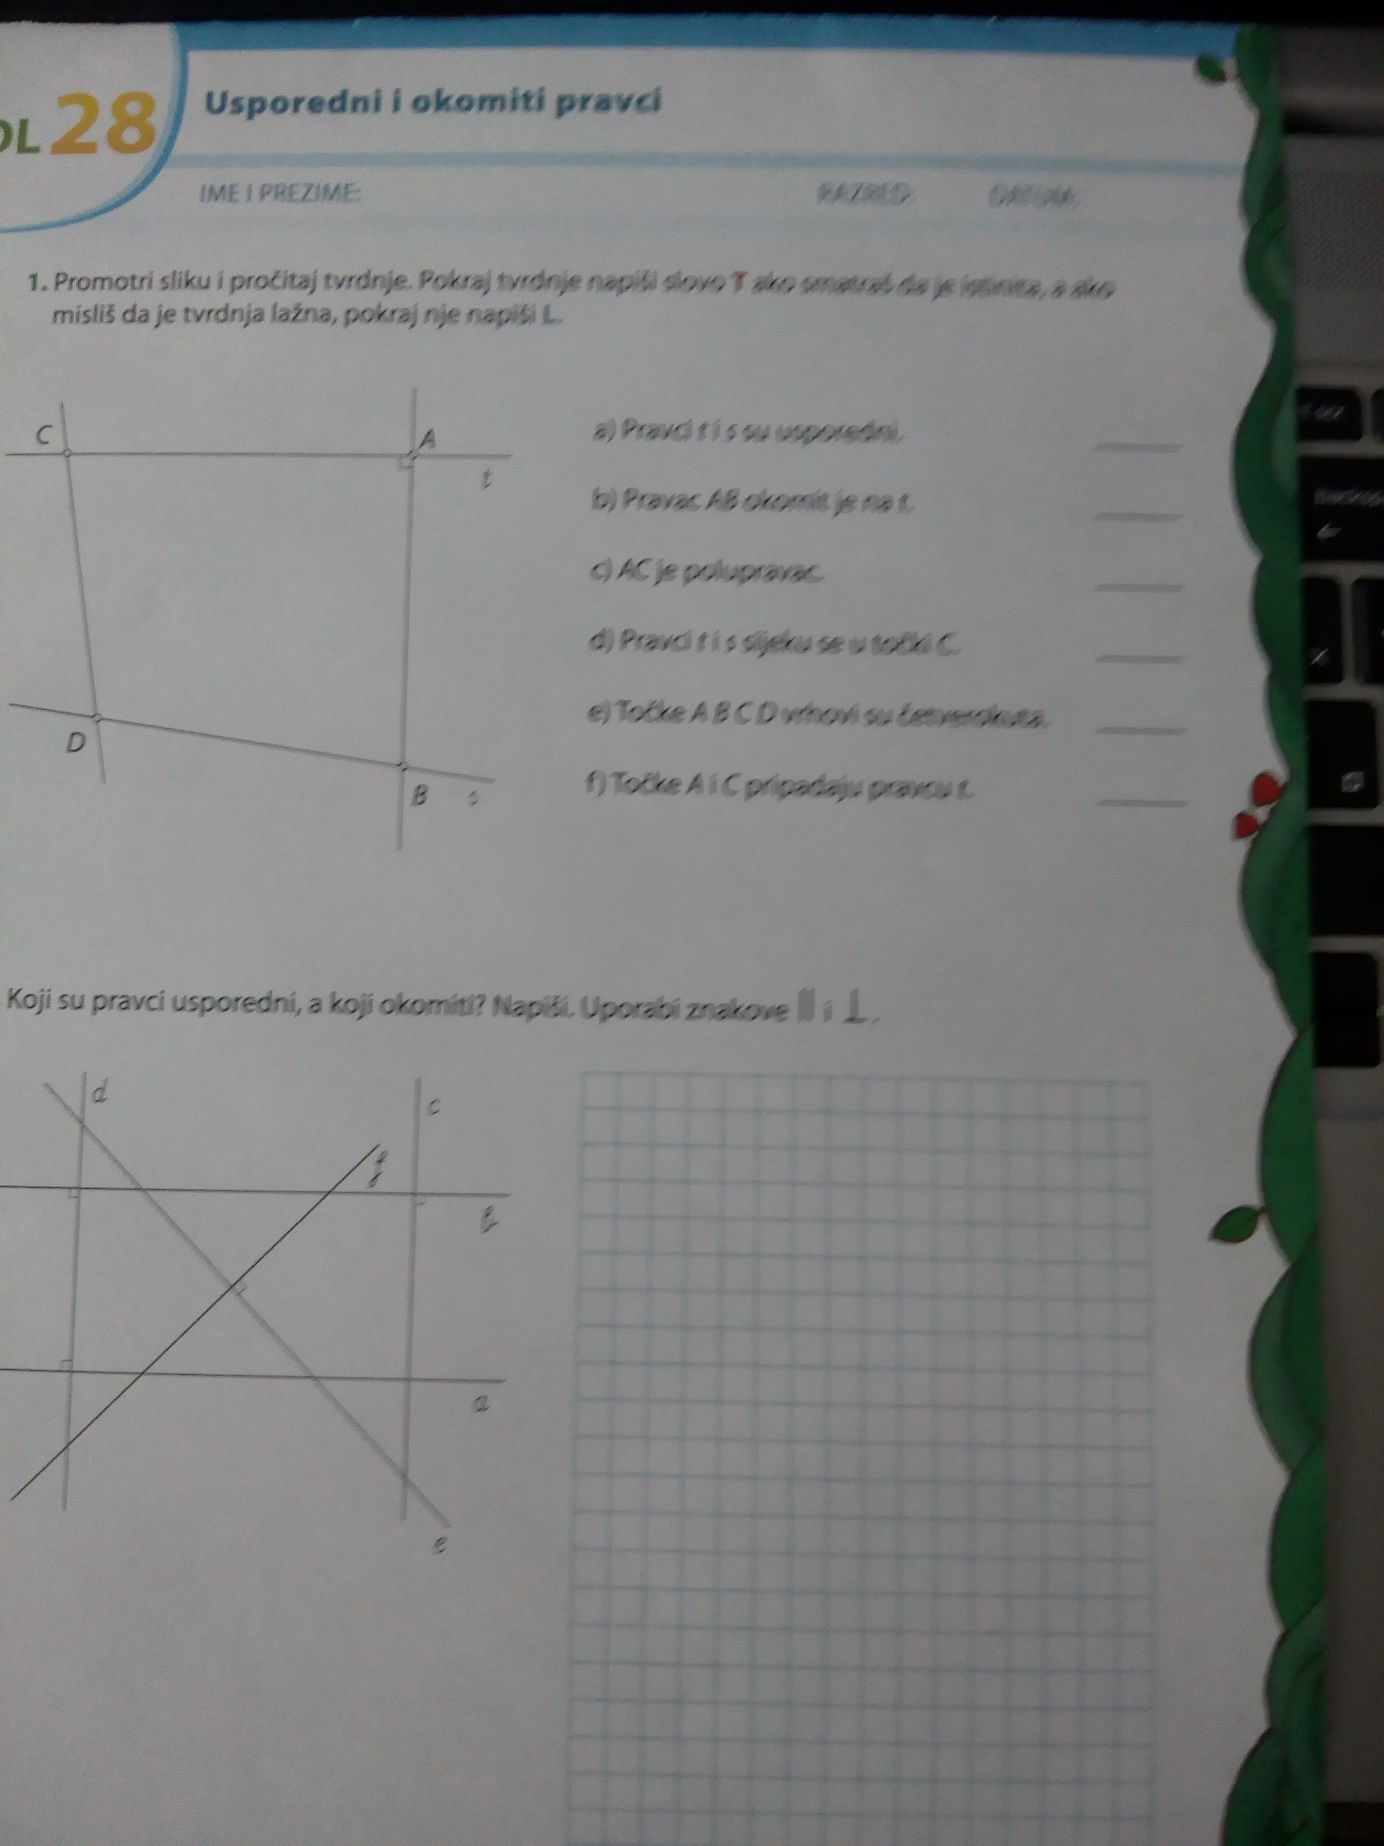 OL 28
Usporedni i okomiti pravci
IME I PREZIME: RAZRED: DATUM:
1. Promotri sliku i pročitaj tvrdnje. Pokraj tvrdnje napiši slovo T ako smatraš da je istinita, a ako
misliš da je tvrdnja lažna, pokraj nje napiši L.
C
A
t
D
B s
a) Pravci t i s su usporedni.
b) Pravac AB okomit je na t.
c) AC je polupravac.
d) Pravci t i s sijeku se u točki C.
e) Točke A B C D vrhovi su četverokuta.
f) Točke A i C pripadaju pravcu t.
Koji su pravci usporedni, a koji okomiti? Napiši. Uporabi znakove || i ⊥.
d
c
f
b
a
e